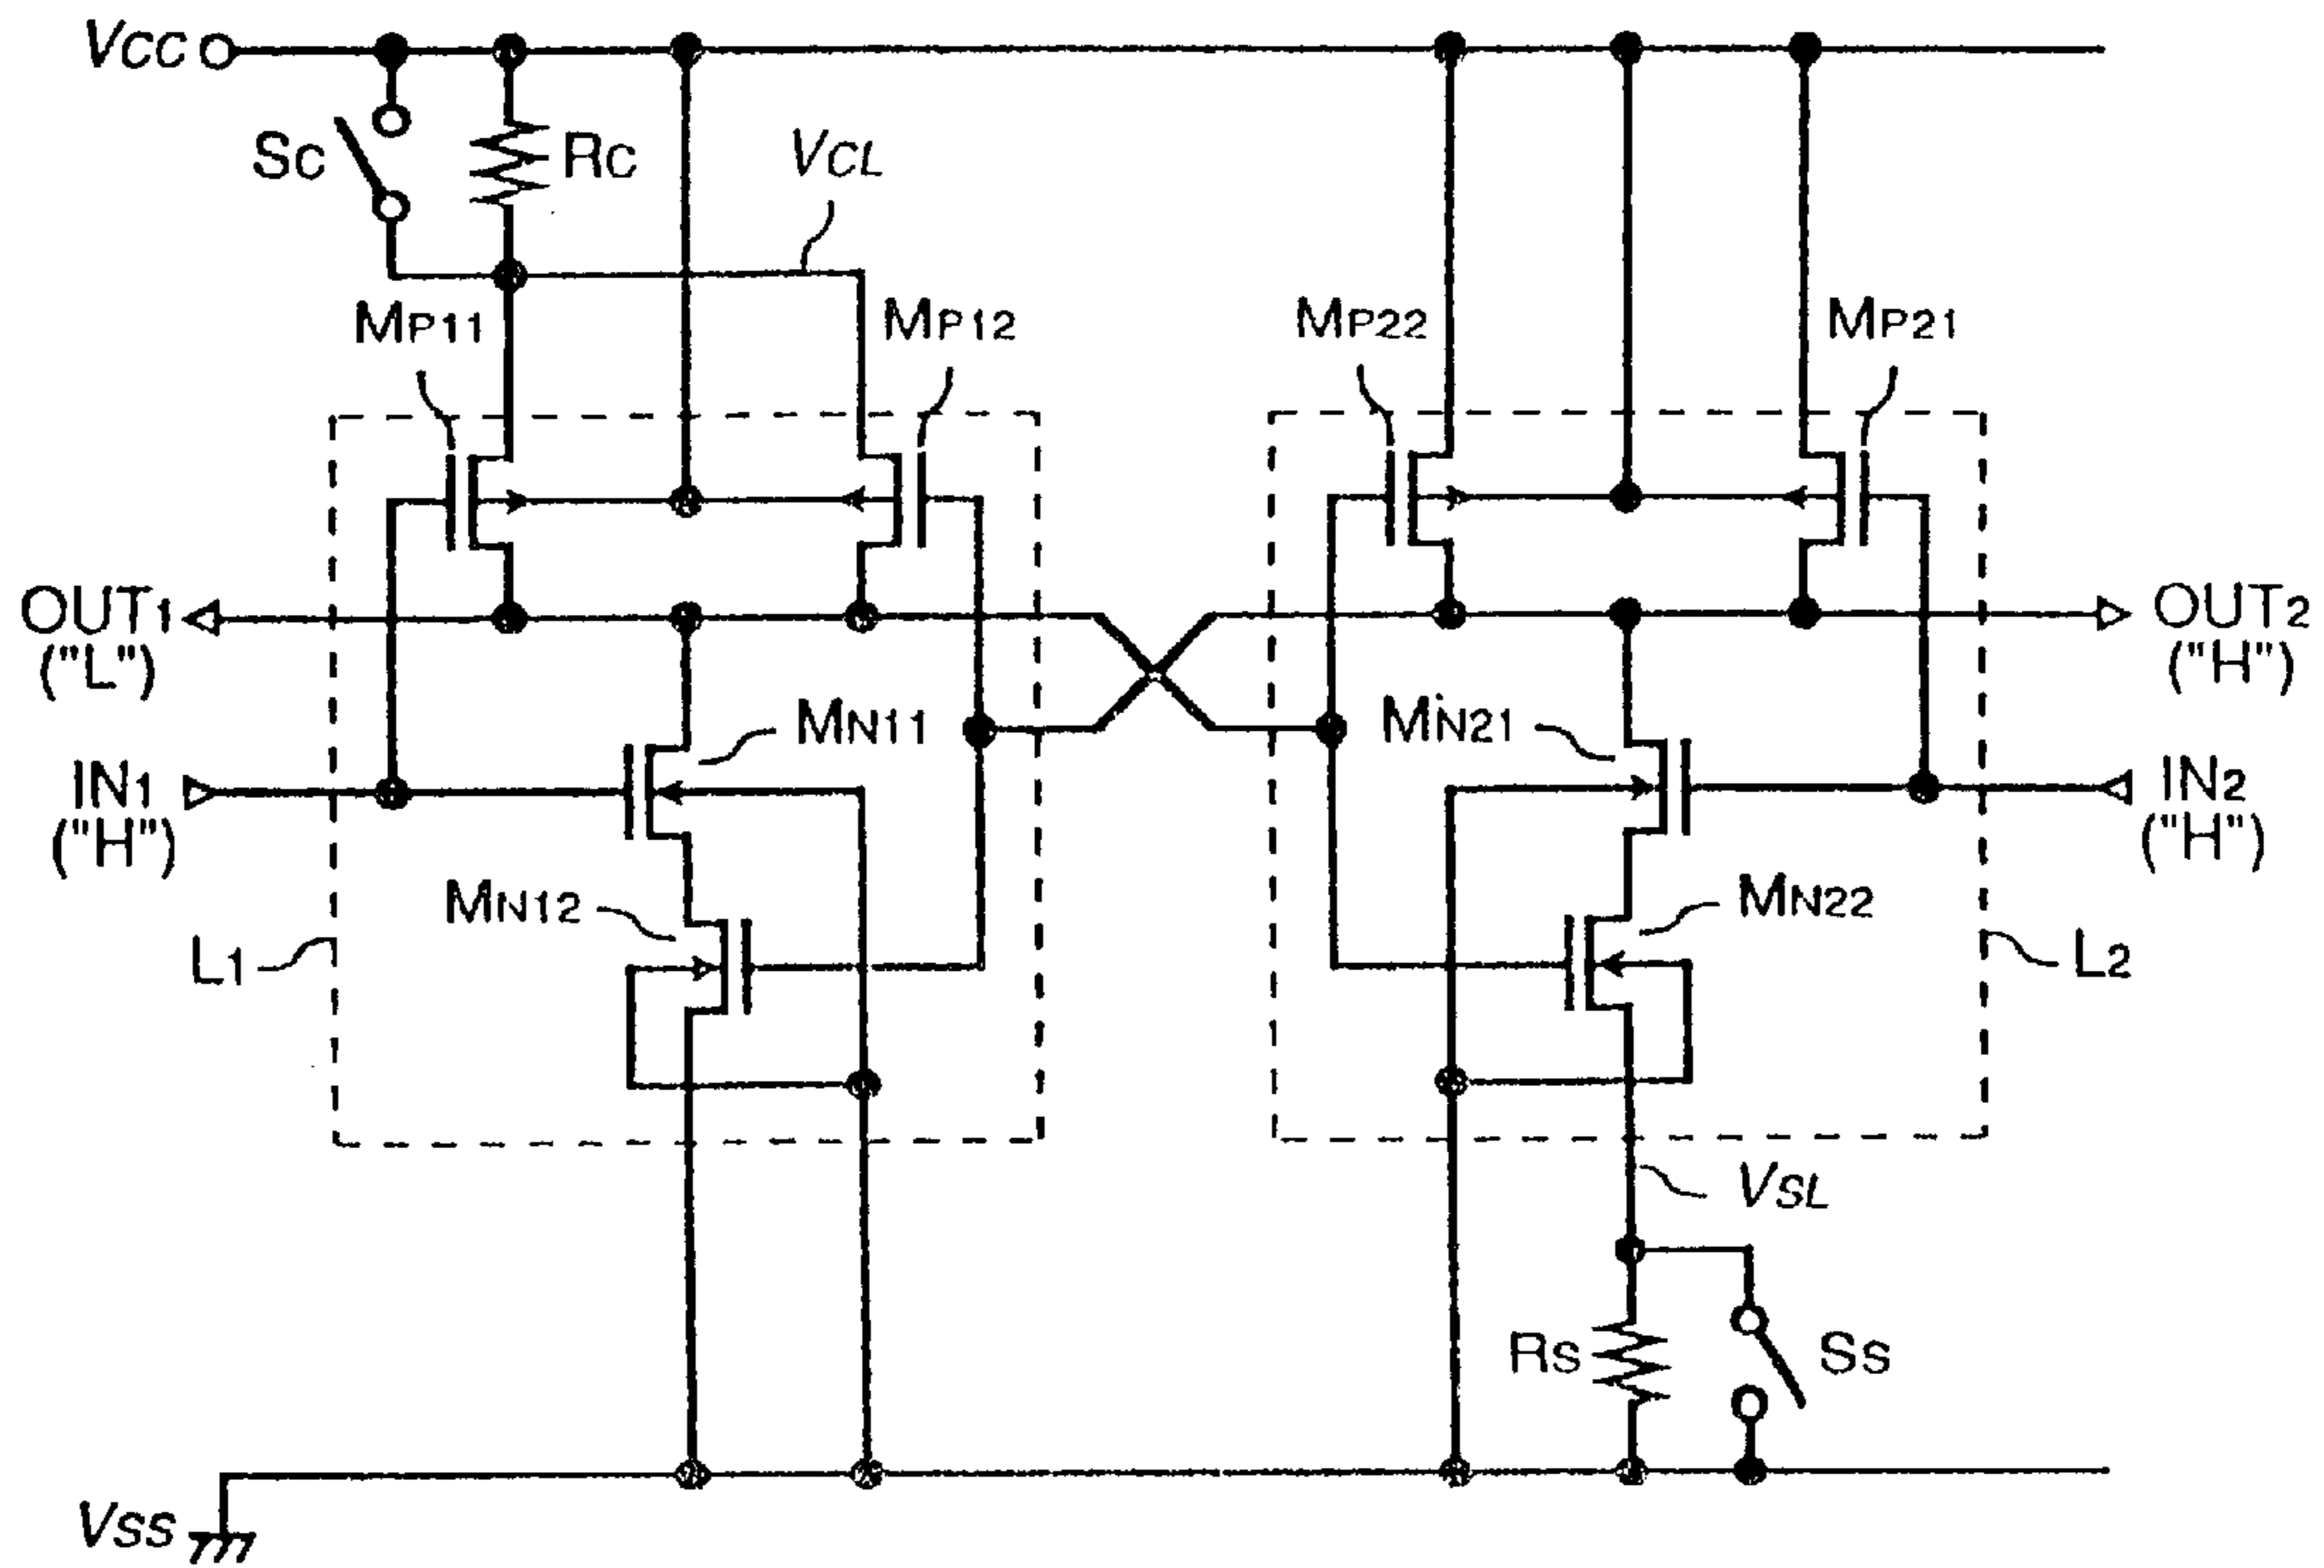 VCC
SC
RC
VCL
MP11
MP12
MP22
MP21
OUT1
("L")
OUT2
("H")
MN11
MN21
IN1
("H")
IN2
("H")
MN12
MN22
L1
L2
VSL
RS
SS
VSS